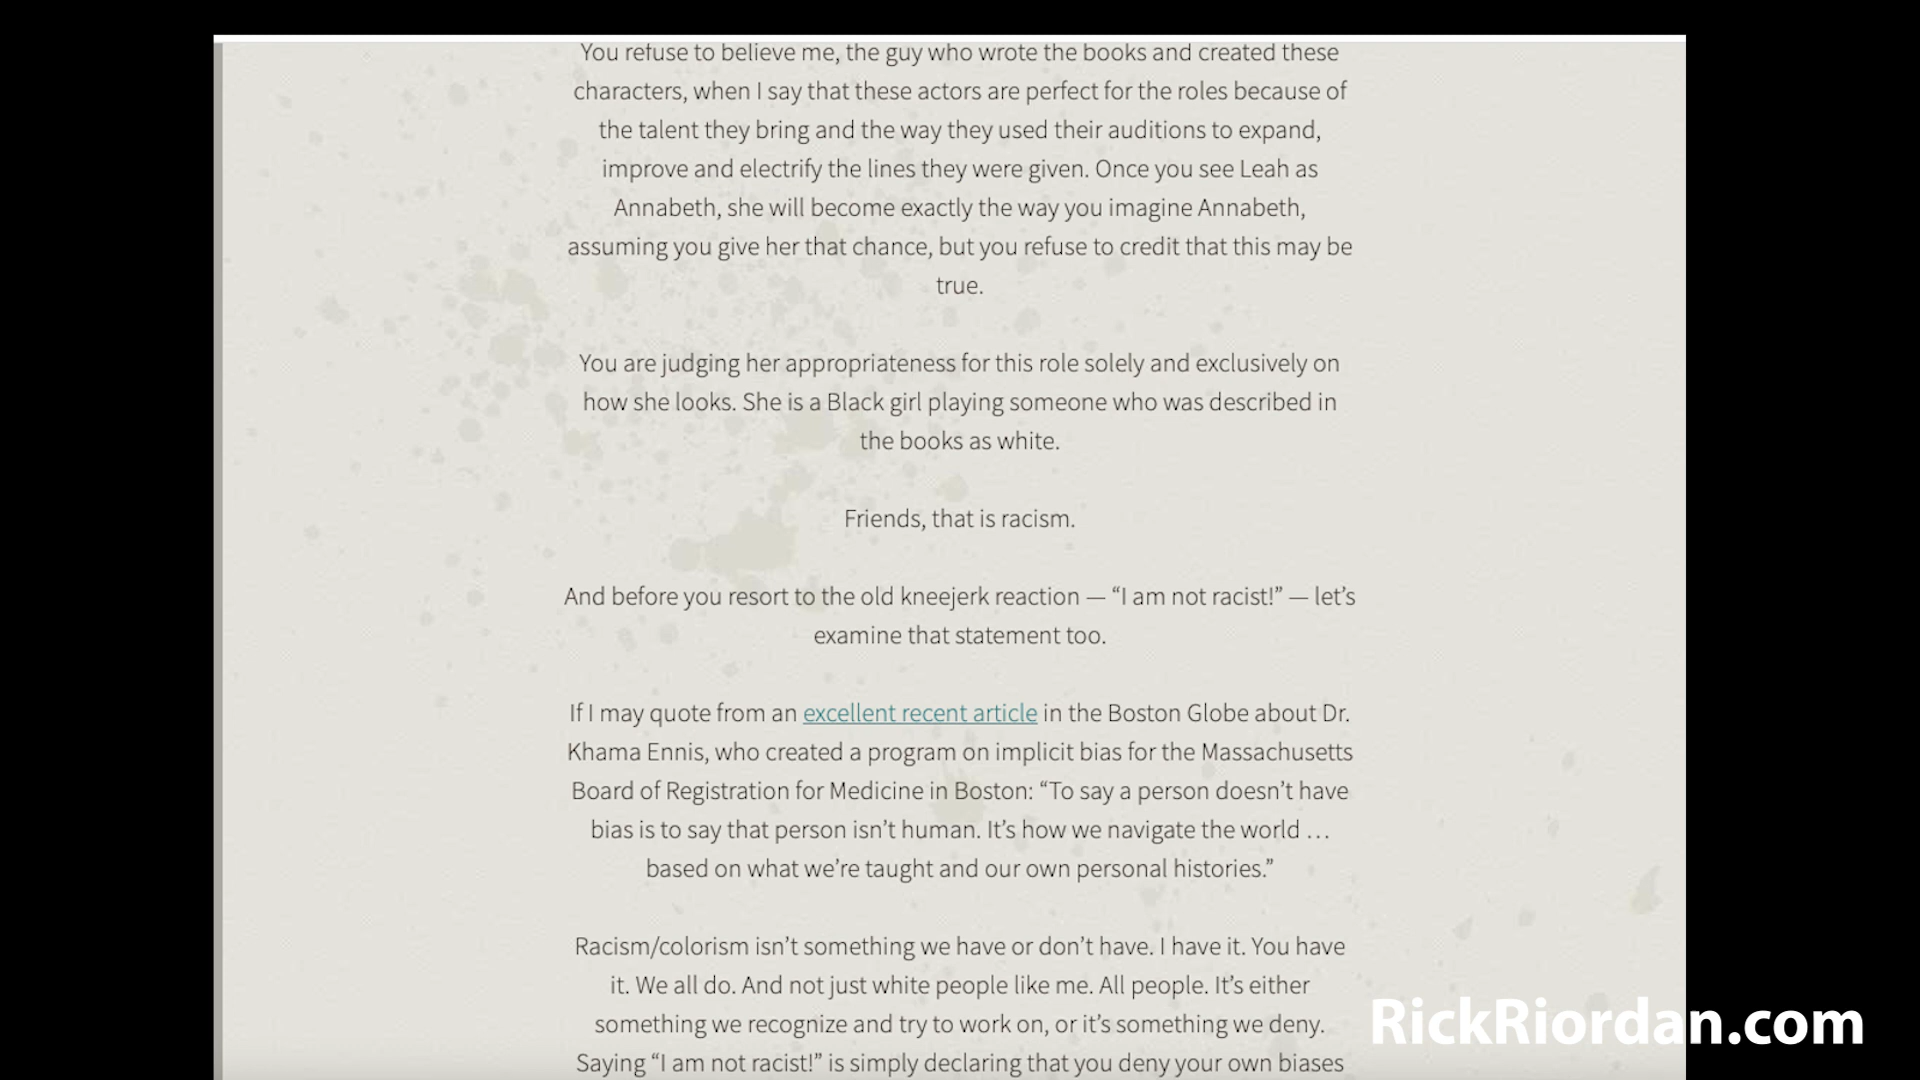 You refuse to believe me, the guy who wrote the books and created these
characters, when I say that these actors are perfect for the roles because of
the talent they bring and the way they used their auditions to expand,
improve and electrify the lines they were given. Once you see Leah as
Annabeth, she will become exactly the way you imagine Annabeth,
assuming you give her that chance, but you refuse to credit that this may be
true.
You are judging her appropriateness for this role solely and exclusively on
how she looks. She is a Black girl playing someone who was described in
the books as white.
Friends, that is racism.
And before you resort to the old kneejerk reaction — “I am not racist!” — let’s
examine that statement too.
If I may quote from an excellent recent article in the Boston Globe about Dr.
Khama Ennis, who created a program on implicit bias for the Massachusetts
Board of Registration for Medicine in Boston: “To say a person doesn’t have
bias is to say that person isn’t human. It’s how we navigate the world …
based on what we’re taught and our own personal histories.”
Racism/colorism isn’t something we have or don’t have. I have it. You have
it. We all do. And not just white people like me. All people. It’s either
something we recognize and try to work on, or it’s something we deny.
Saying “I am not racist!” is simply declaring that you deny your own biases
RickRiordan.com